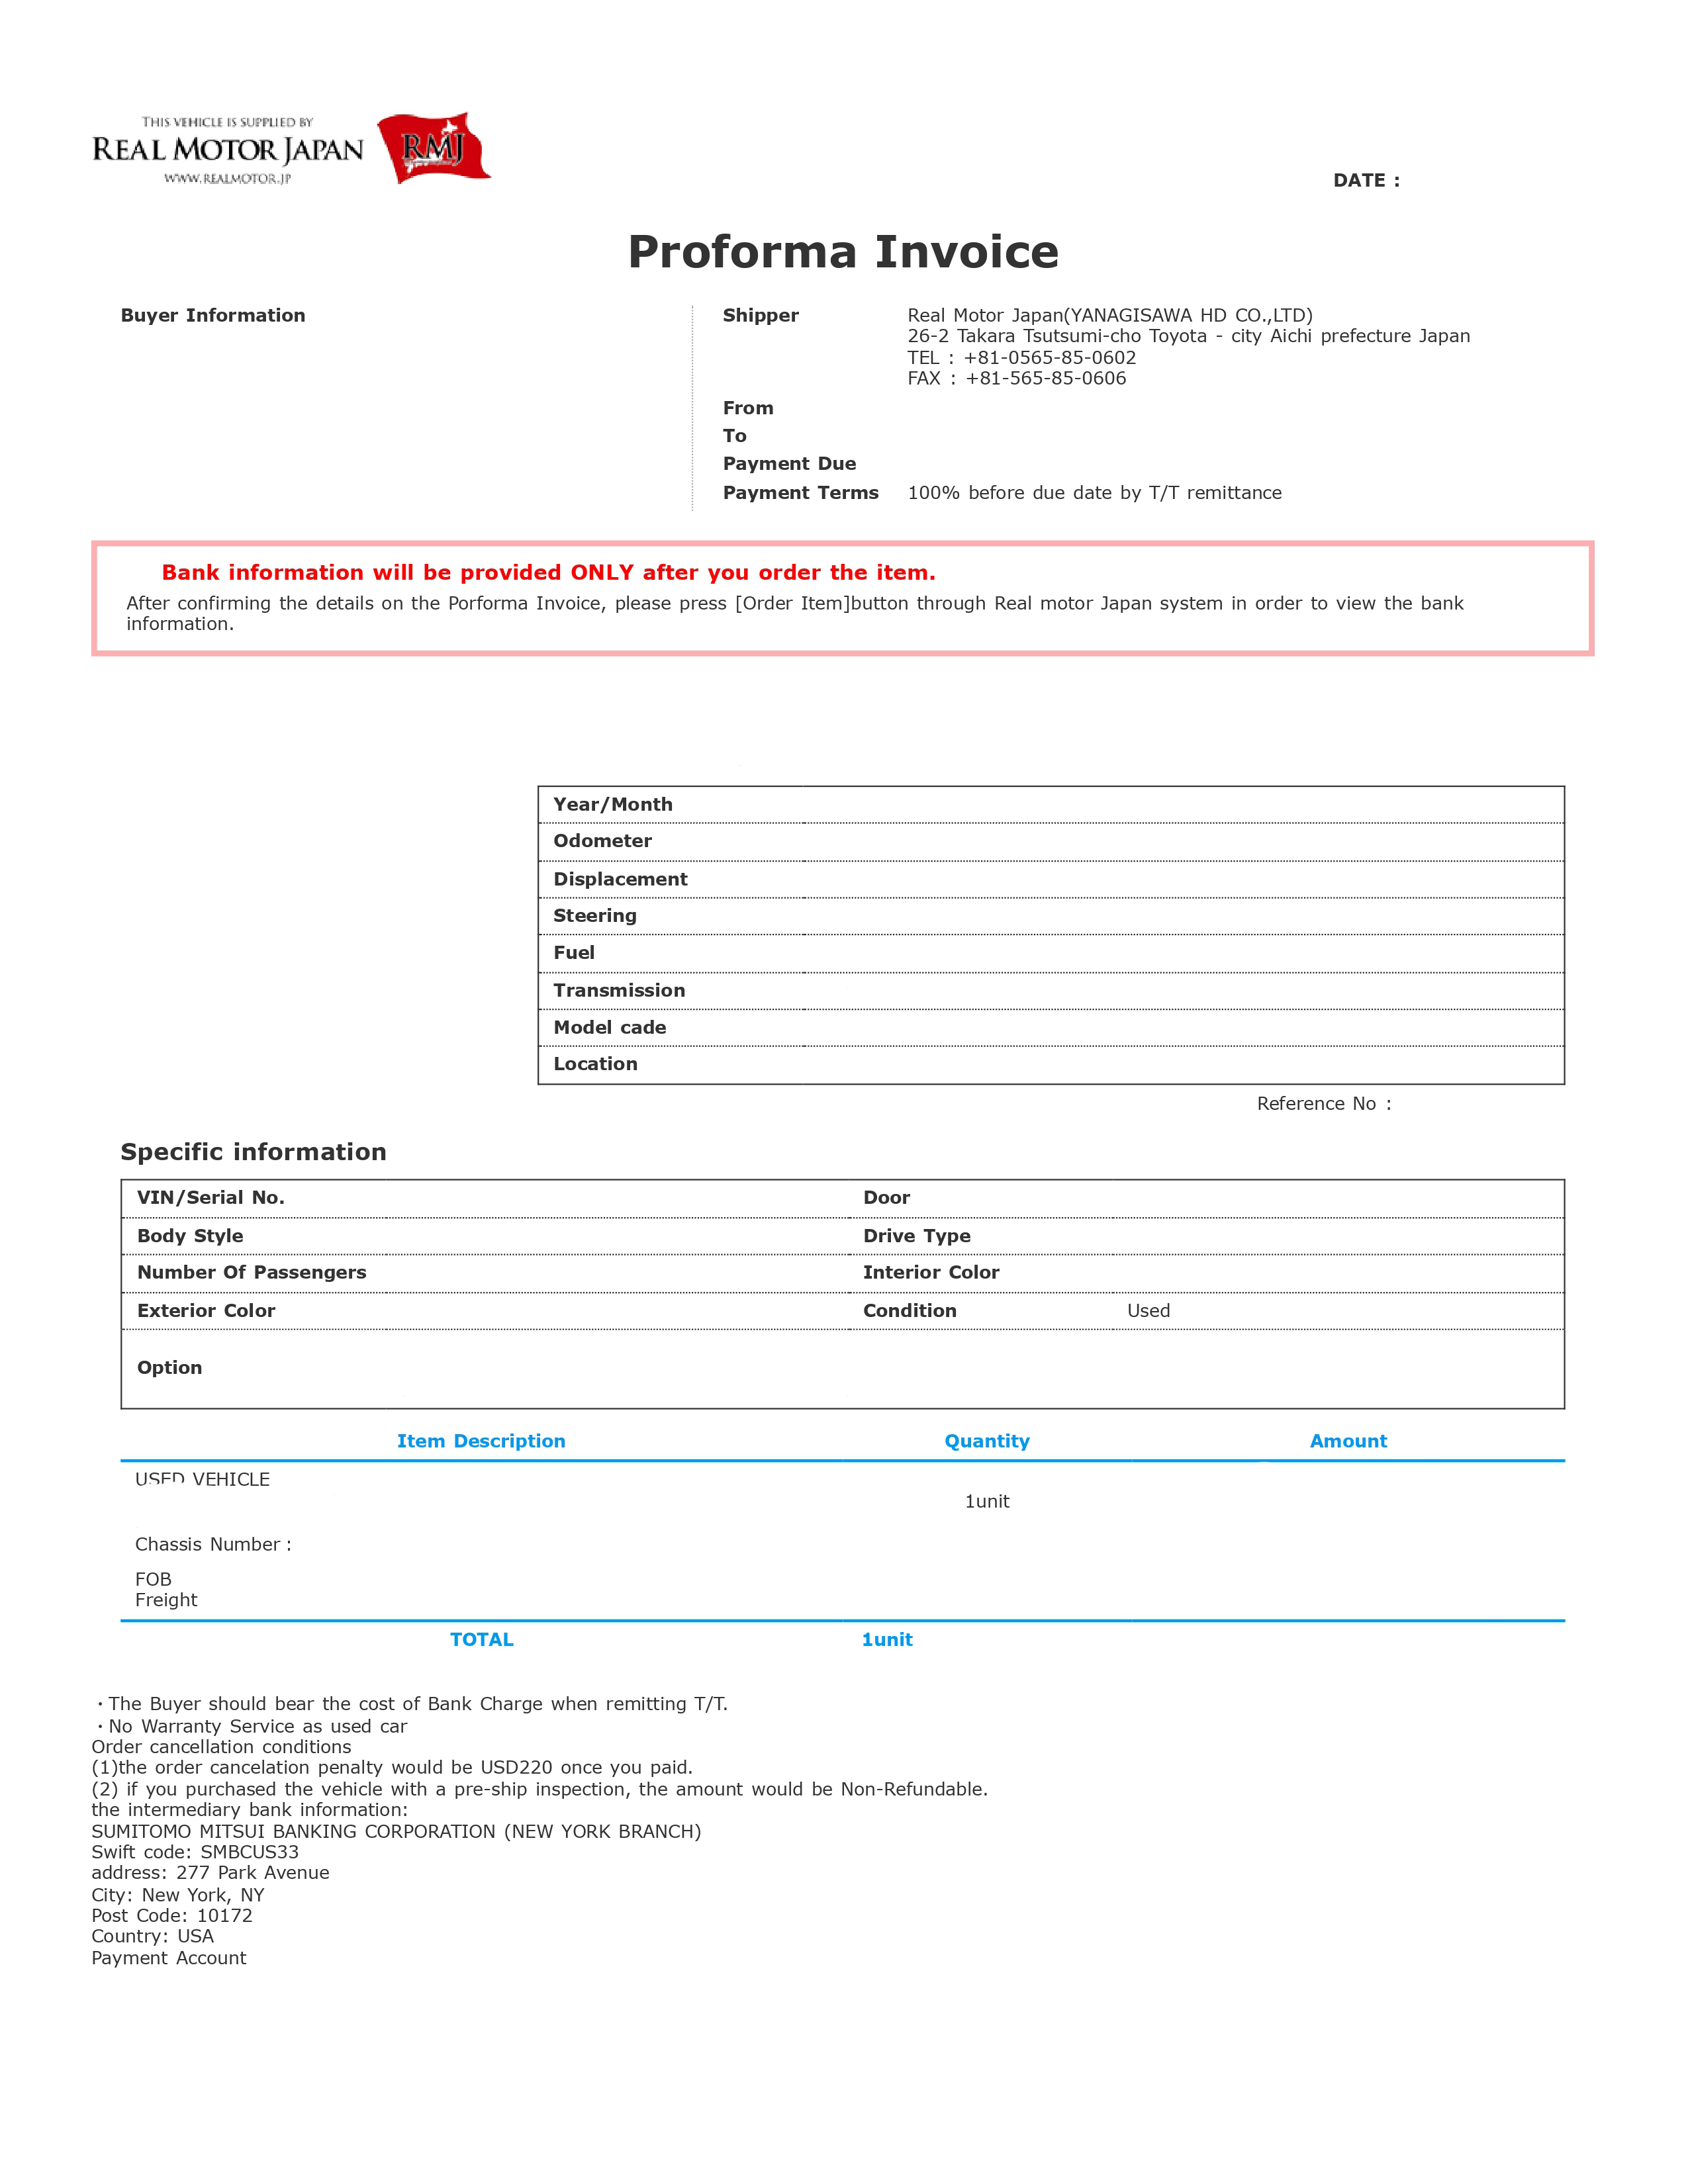 THIS VEHICLE IS SUPPLIED BY
REAL MOTOR JAPAN
WWW.REALMOTOR.JP
RMJ
DATE :
Proforma Invoice
Buyer Information
Shipper Real Motor Japan(YANAGISAWA HD CO.,LTD)
26-2 Takara Tsutsumi-cho Toyota - city Aichi prefecture Japan
TEL : +81-0565-85-0602
FAX : +81-565-85-0606
From
To
Payment Due
Payment Terms 100% before due date by T/T remittance
Bank information will be provided ONLY after you order the item.
After confirming the details on the Porforma Invoice, please press [Order Item]button through Real motor Japan system in order to view the bank
information.
Year/Month
Odometer
Displacement
Steering
Fuel
Transmission
Model cade
Location
Reference No :
Specific information
VIN/Serial No. Door
Body Style Drive Type
Number Of Passengers Interior Color
Exterior Color Condition Used
Option
Item Description Quantity Amount
USED VEHICLE
1unit
Chassis Number :
FOB
Freight
TOTAL 1unit
・The Buyer should bear the cost of Bank Charge when remitting T/T.
・No Warranty Service as used car
Order cancellation conditions
(1)the order cancelation penalty would be USD220 once you paid.
(2) if you purchased the vehicle with a pre-ship inspection, the amount would be Non-Refundable.
the intermediary bank information:
SUMITOMO MITSUI BANKING CORPORATION (NEW YORK BRANCH)
Swift code: SMBCUS33
address: 277 Park Avenue
City: New York, NY
Post Code: 10172
Country: USA
Payment Account